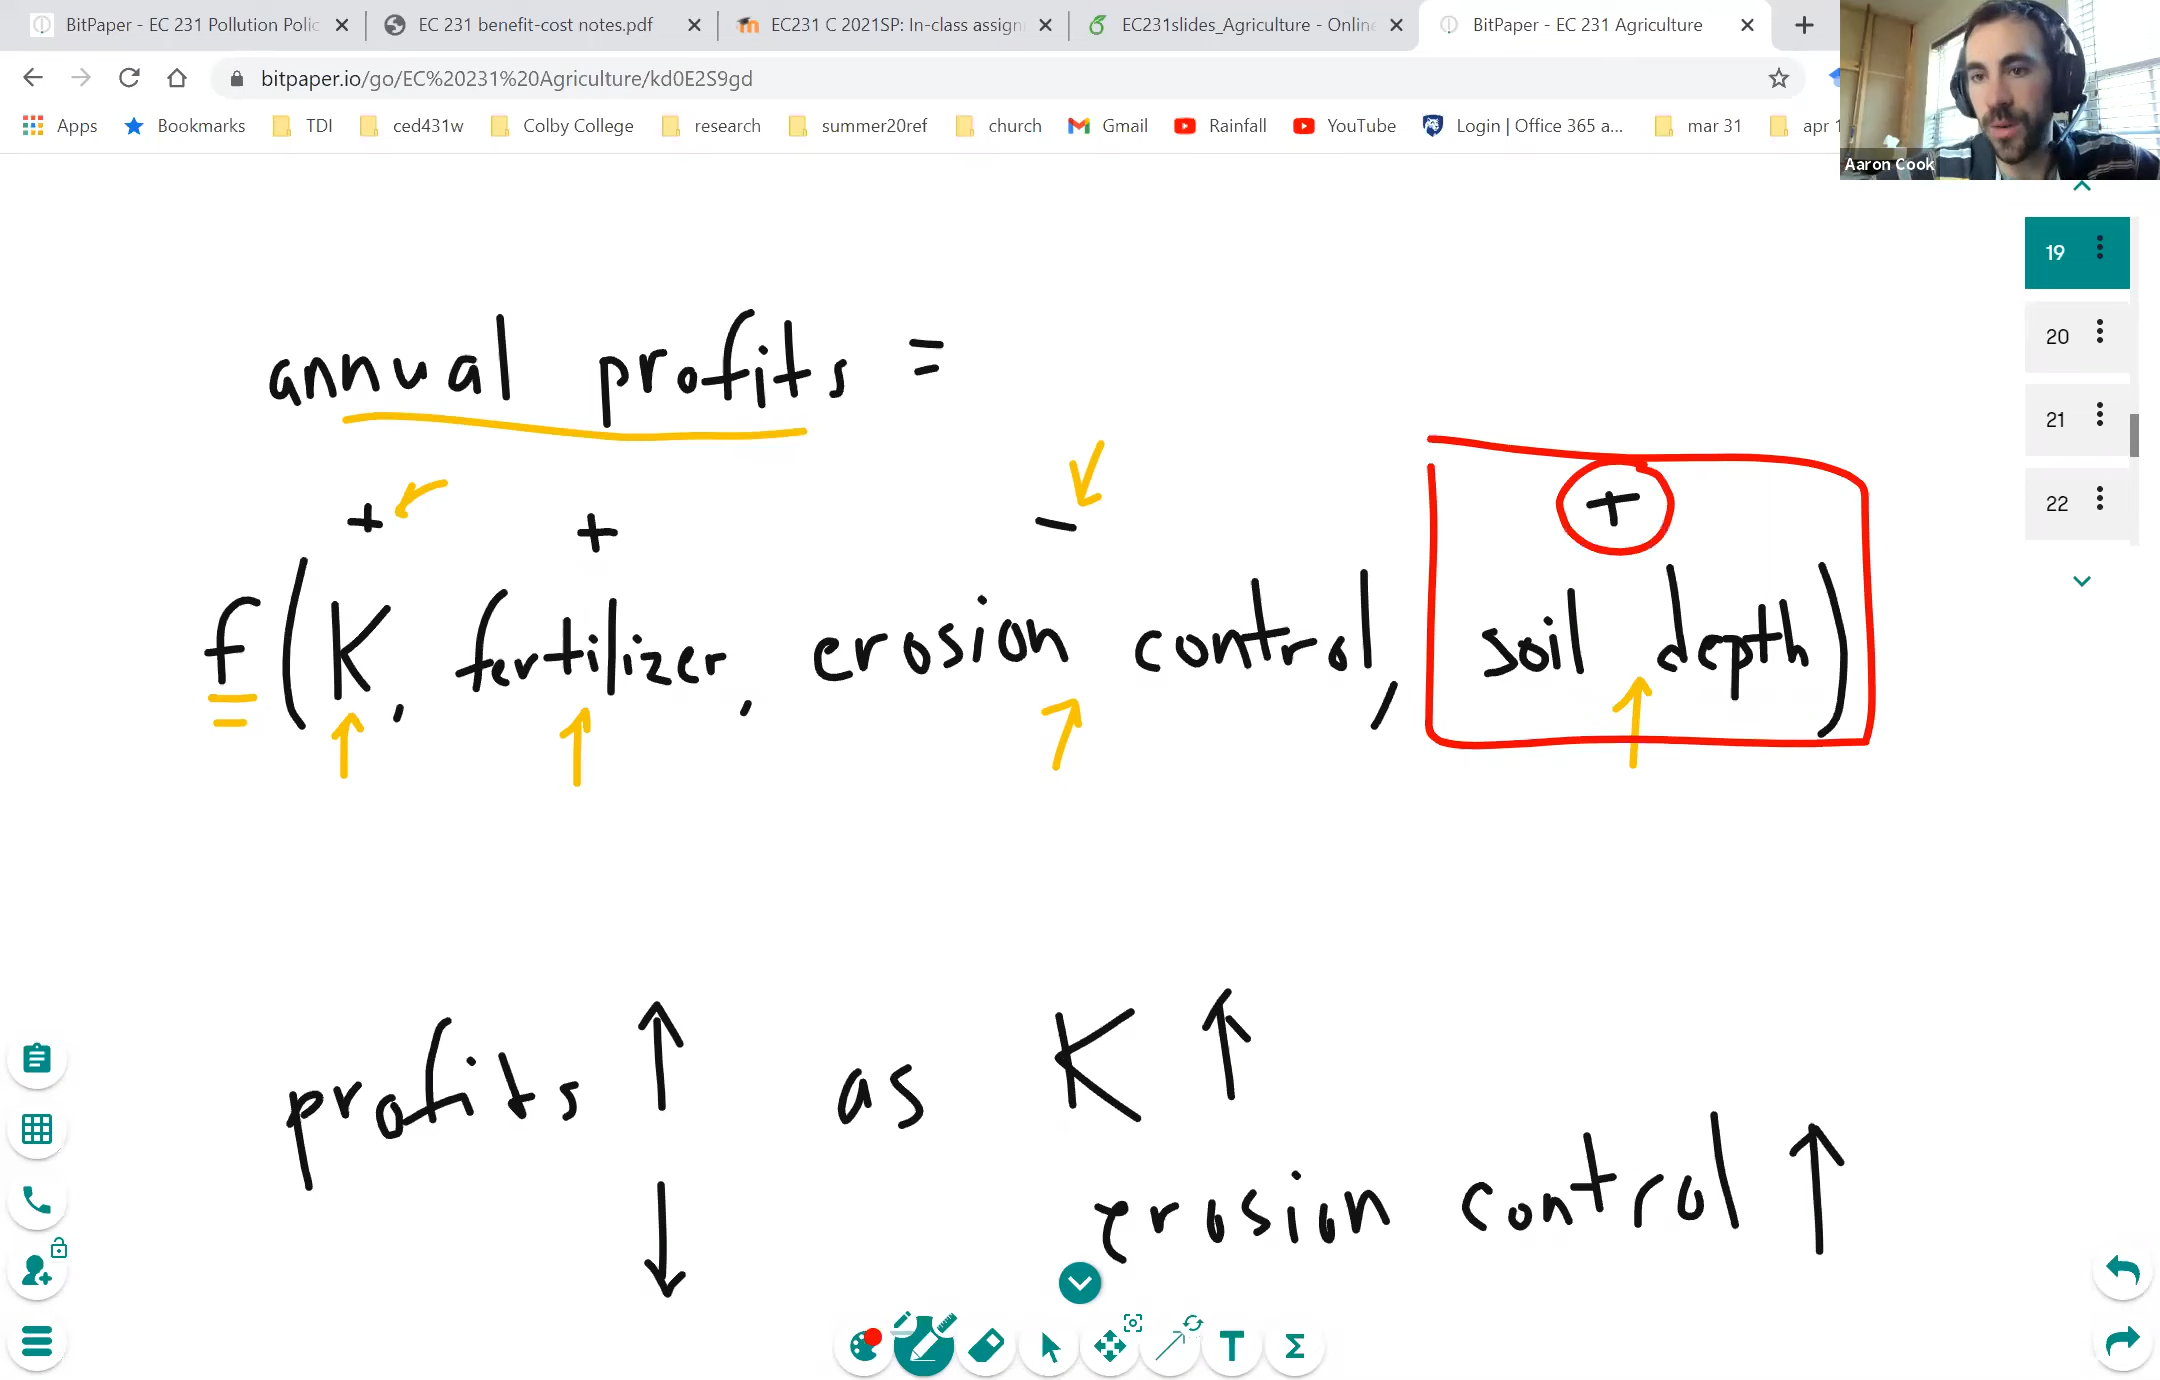 BitPaper - EC 231 Pollution Polic
EC 231 benefit-cost notes.pdf
EC231 C 2021SP: In-class assignm
EC231slides_Agriculture - Online
BitPaper - EC 231 Agriculture
bitpaper.io/go/EC%20231%20Agriculture/kd0E2S9gd
Apps Bookmarks TDI ced431w Colby College research summer20ref church Gmail Rainfall YouTube Login | Office 365 a... mar 31 apr 1
Aaron Cook
19
20
21
22
annual profits =
+ + - +
f(K, fertilizer, erosion control, soil depth)
profits ↑ as K ↑
↓ erosion control ↑
T Σ